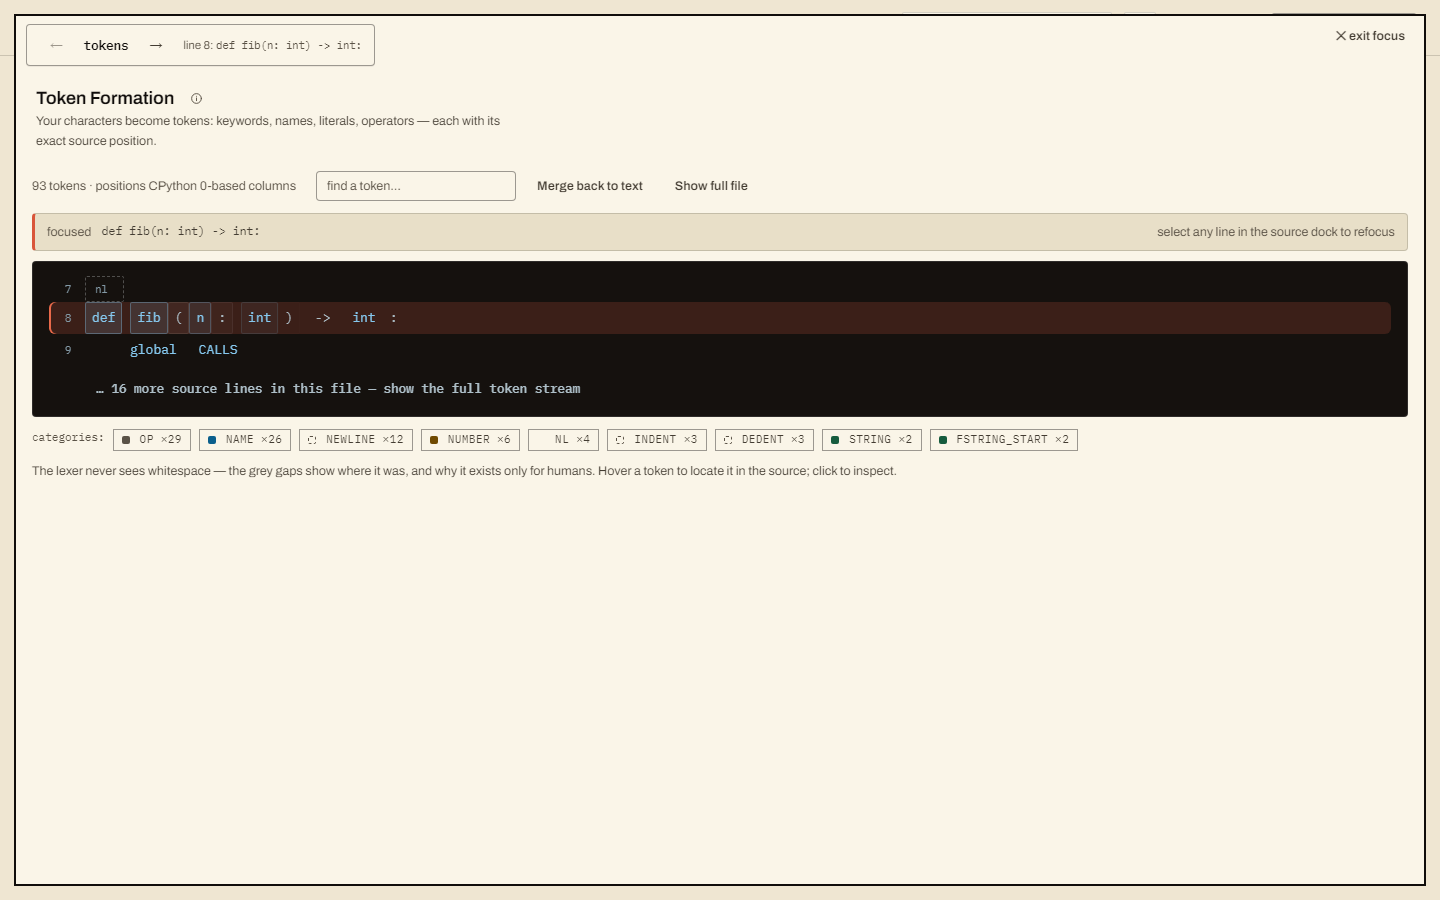 ← tokens → line 8: def fib(n: int) -> int:
exit focus
Token Formation
Your characters become tokens: keywords, names, literals, operators — each with its
exact source position.
93 tokens · positions CPython 0-based columns
find a token...
Merge back to text
Show full file
focused def fib(n: int) -> int:
select any line in the source dock to refocus
7 nl
8 def fib ( n : int ) -> int :
9 global CALLS
… 16 more source lines in this file — show the full token stream
categories: OP ×29 NAME ×26 NEWLINE ×12 NUMBER ×6 NL ×4 INDENT ×3 DEDENT ×3 STRING ×2 FSTRING_START ×2
The lexer never sees whitespace — the grey gaps show where it was, and why it exists only for humans. Hover a token to locate it in the source; click to inspect.